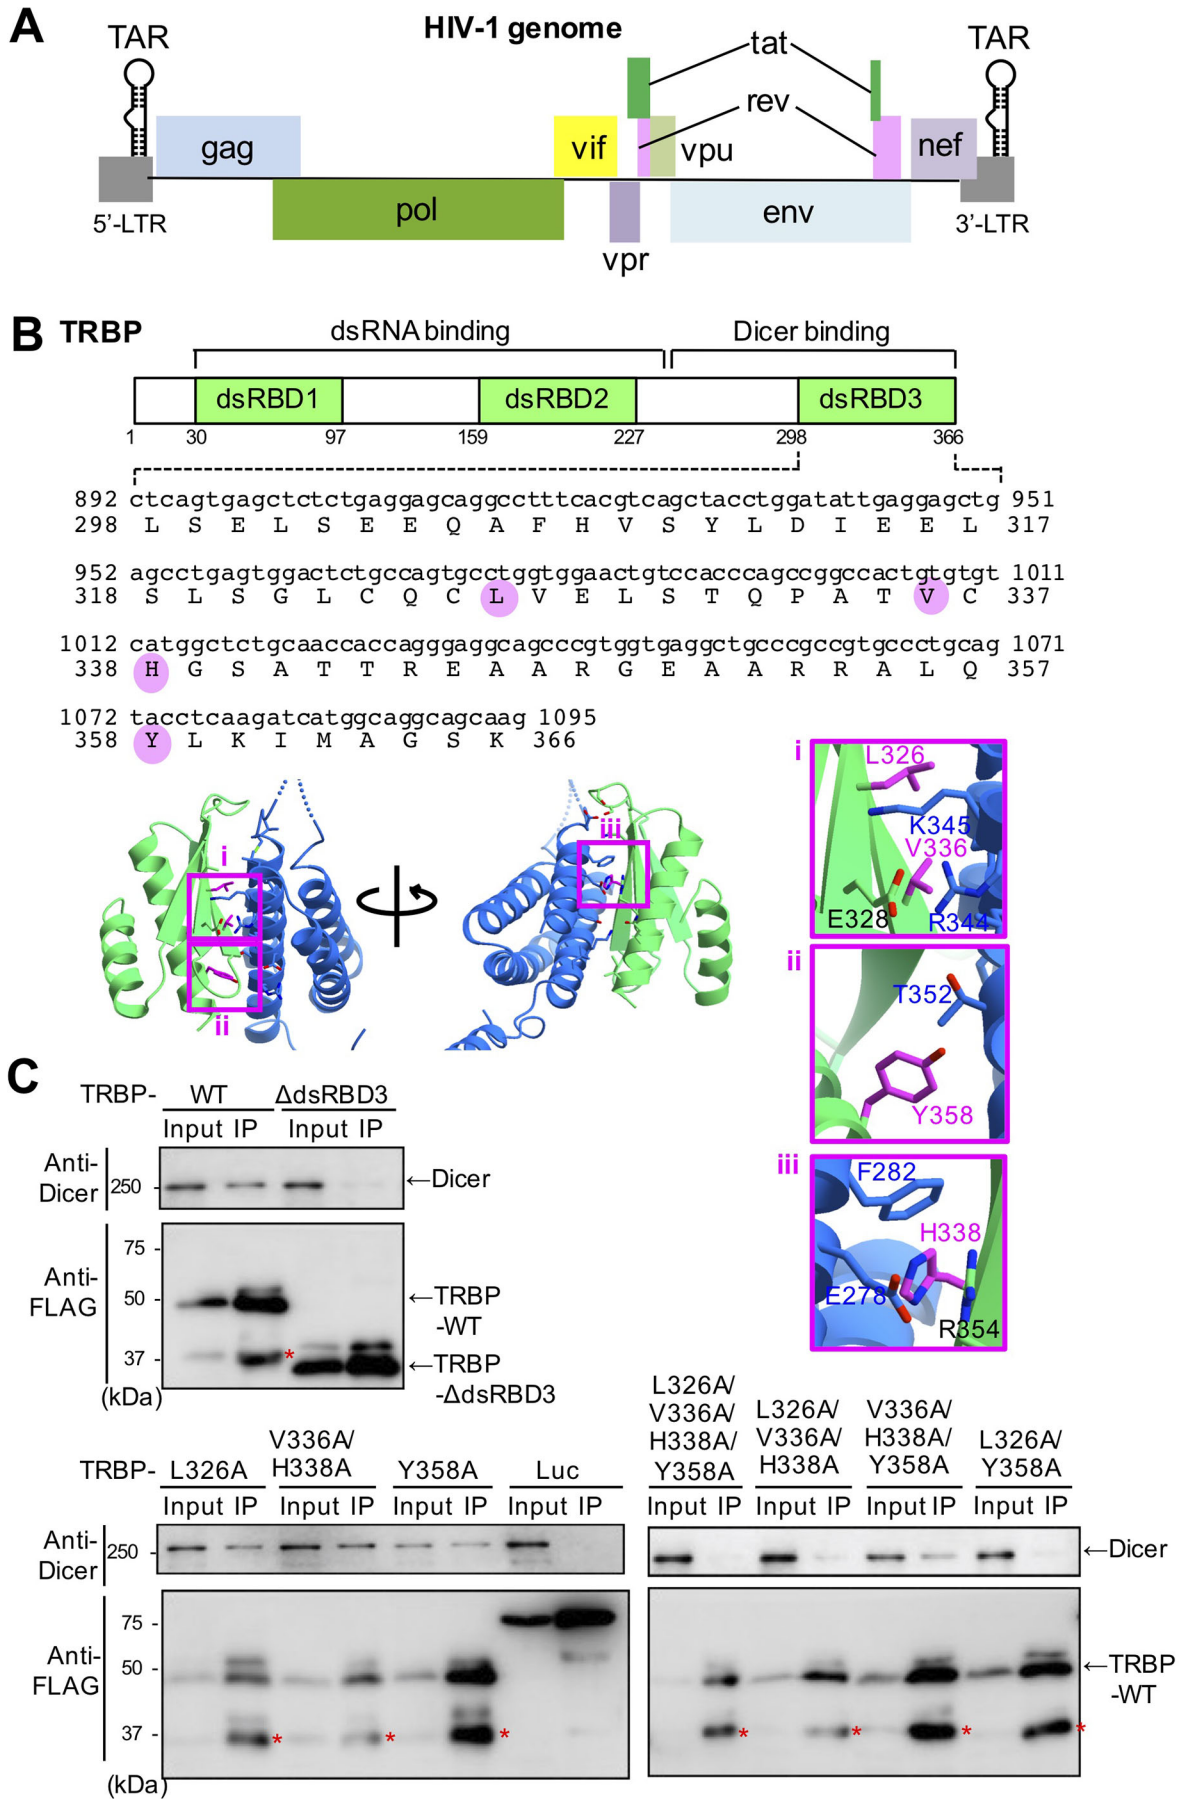 A
HIV-1 genome
TAR
TAR
tat
rev
gag
vif
vpu
nef
pol
env
5'-LTR
3'-LTR
vpr
B
TRBP
dsRNA binding
Dicer binding
dsRBD1
dsRBD2
dsRBD3
1
30
97
159
227
298
366
892 ctcagtgagctctctgaggagcaggcctttcacgtcagctacctggatattgaggagctg 951
298 L S E L S E E Q A F H V S Y L D I E E L 317
952 agcctgagtggactctgccagtgcctggtggaactgtccacccagccggccactgtgtgt 1011
318 S L S G L C Q C L V E L S T Q P A T V C 337
1012 catggctctgcaaccaccagggaggcagcccgtggtgaggctgcccgccgtgccctgcag 1071
338 H G S A T T R E A A R G E A A R R A L Q 357
1072 tacctcaagatcatggcaggcagcaag 1095
358 Y L K I M A G S K 366
i
ii
iii
i
L326
K345
V336
E328
R344
ii
T352
Y358
iii
F282
H338
E278
R354
C
TRBP-
WT
ΔdsRBD3
Input IP
Input IP
Anti-
Dicer
250 -
←Dicer
Anti-
FLAG
75 -
50 -
37 -
(kDa)
*
←TRBP
-WT
←TRBP
-ΔdsRBD3
TRBP-
L326A
V336A/
H338A
Y358A
Luc
Input IP
Input IP
Input IP
Input IP
Anti-
Dicer
250 -
Anti-
FLAG
75 -
50 -
37 -
(kDa)
*
*
*
L326A/
V336A/
H338A/
Y358A
L326A/
V336A/
H338A
V336A/
H338A/
Y358A
L326A/
Y358A
Input IP
Input IP
Input IP
Input IP
←Dicer
←TRBP
-WT
*
*
*
*